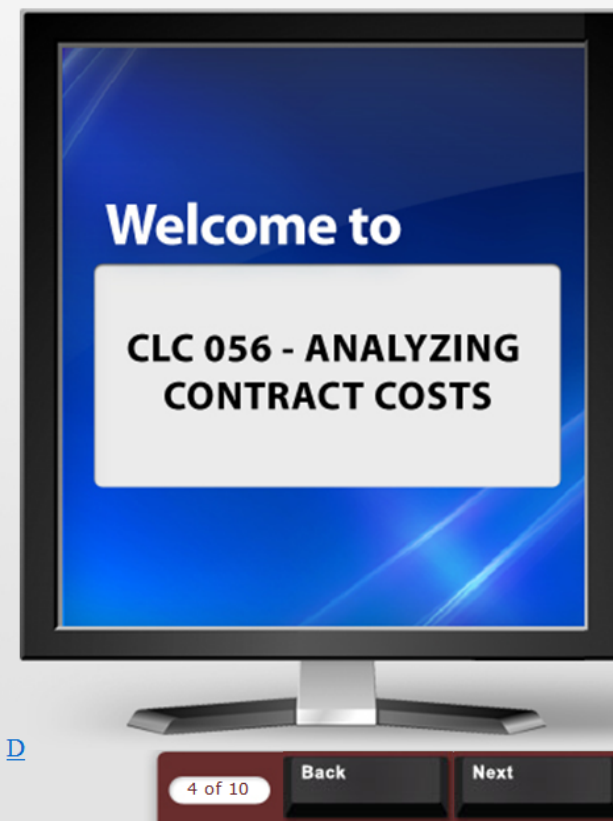 Welcome to
CLC 056 - ANALYZING
CONTRACT COSTS
D
4 of 10
Back
Next